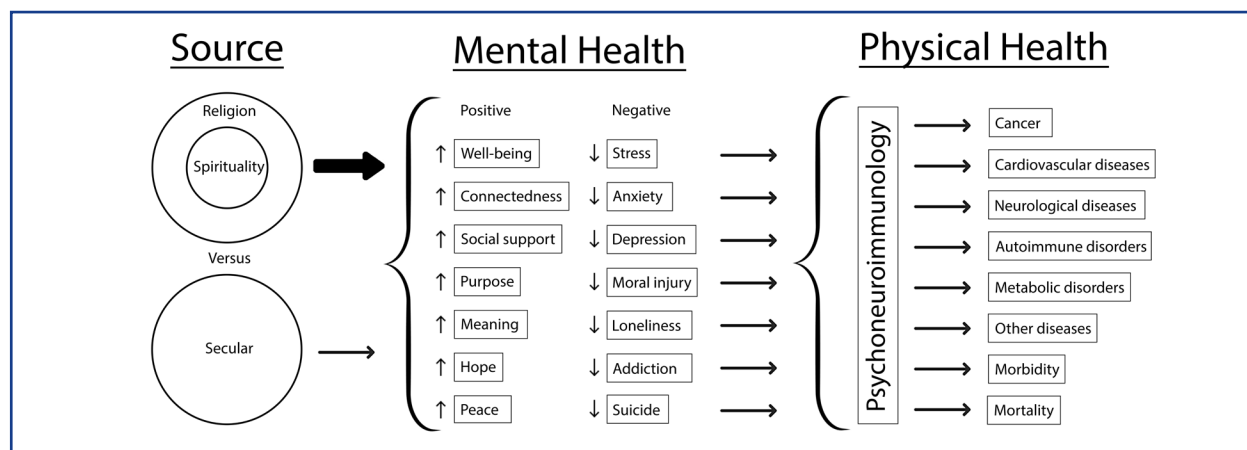 Source
Mental Health
Physical Health
Religion
Spirituality
Versus
Secular
Positive
Negative
↑ Well-being
↓ Stress
↑ Connectedness
↓ Anxiety
↑ Social support
↓ Depression
↑ Purpose
↓ Moral injury
↑ Meaning
↓ Loneliness
↑ Hope
↓ Addiction
↑ Peace
↓ Suicide
Psychoneuroimmunology
Cancer
Cardiovascular diseases
Neurological diseases
Autoimmune disorders
Metabolic disorders
Other diseases
Morbidity
Mortality